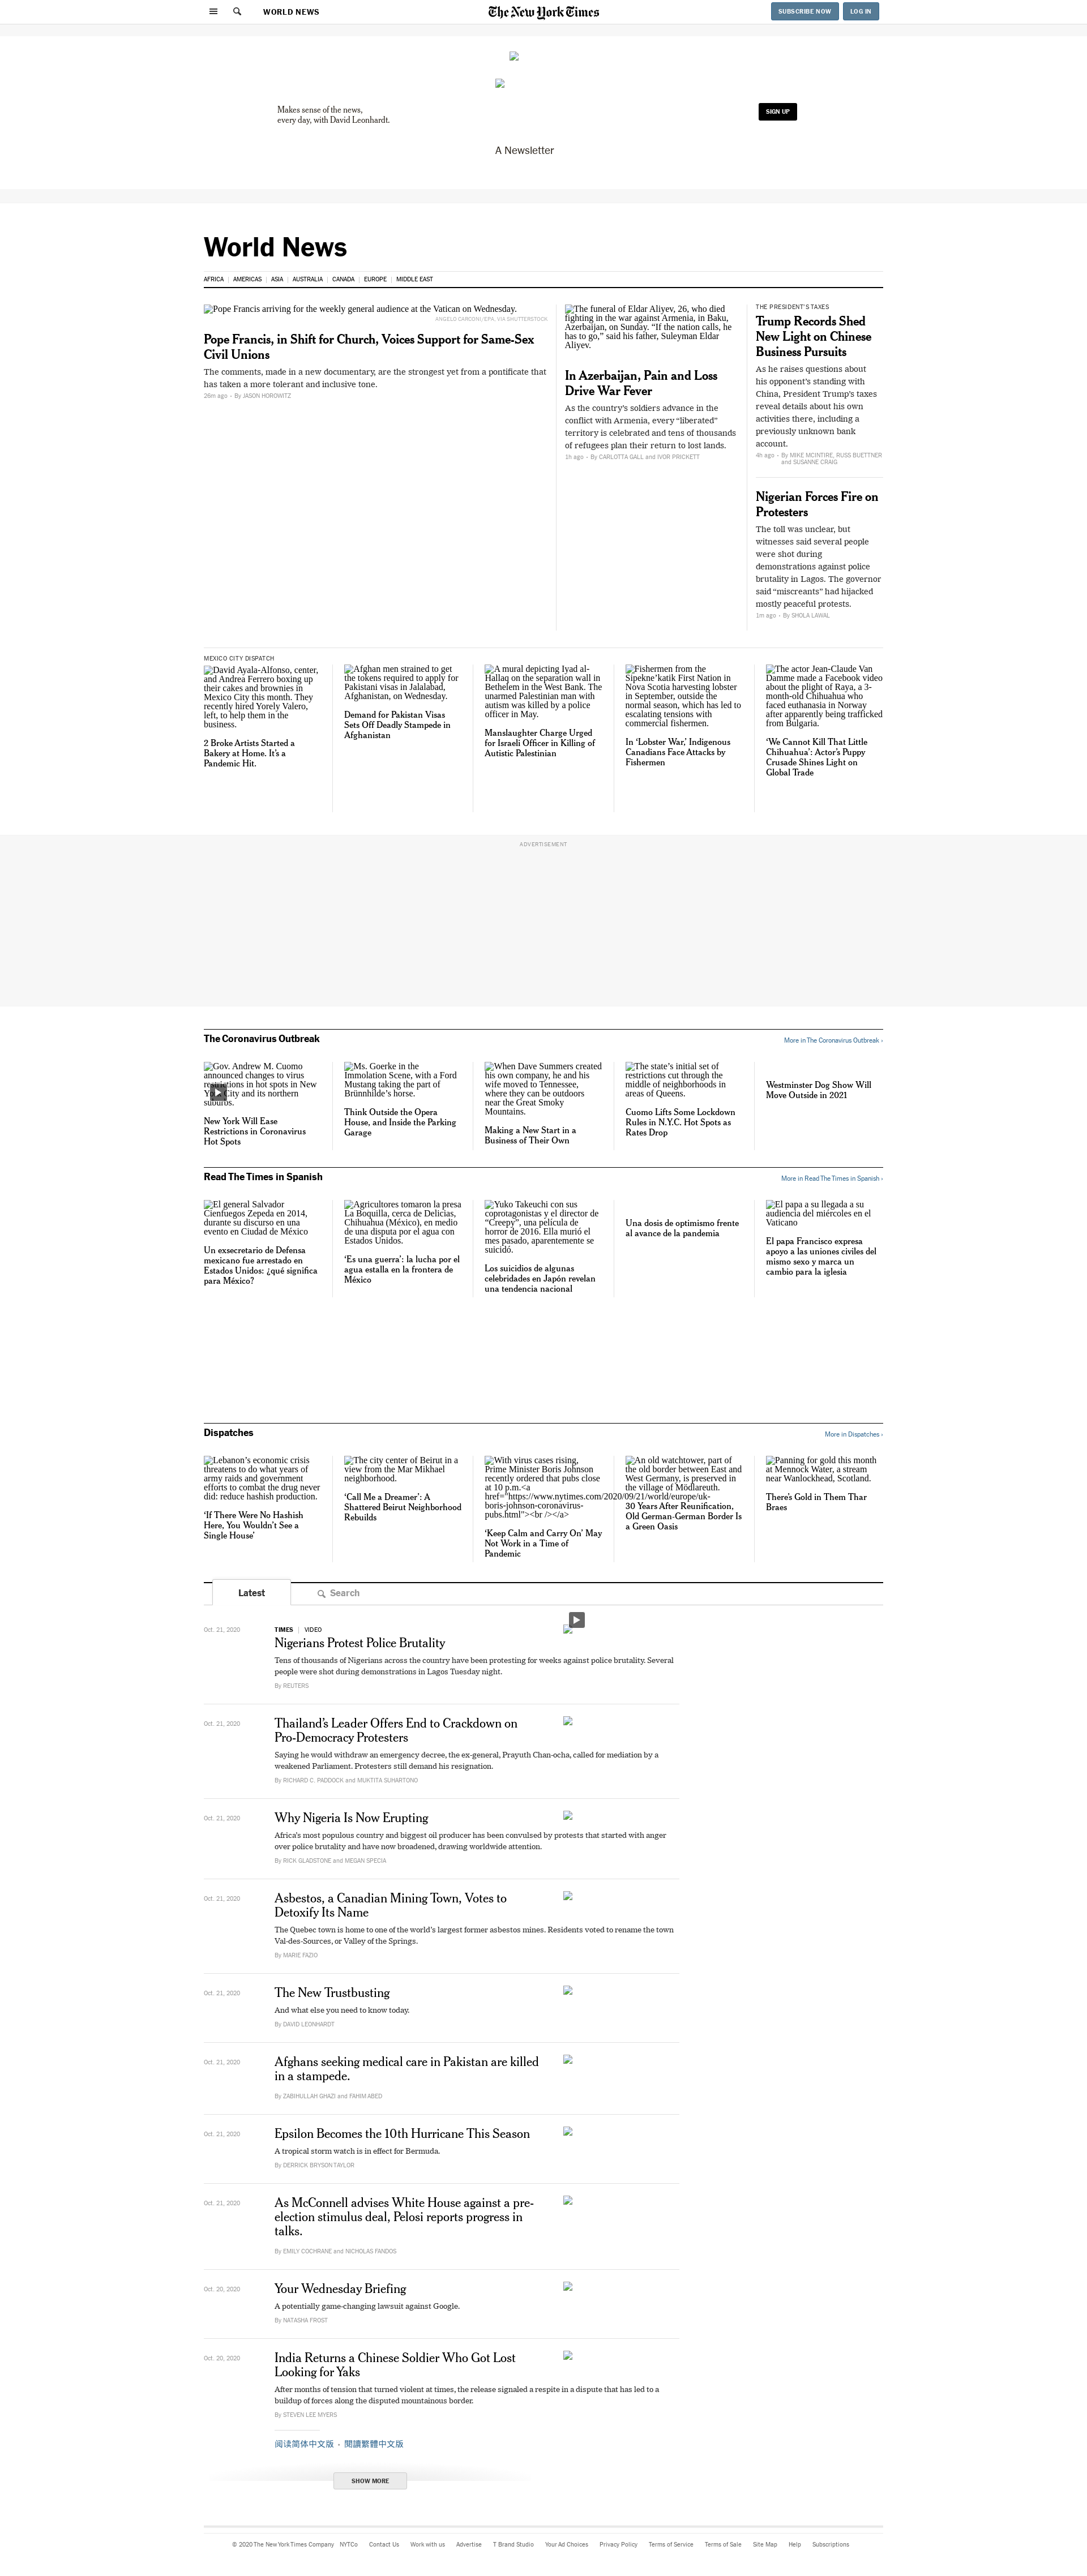 WORLD NEWS
The New York Times
SUBSCRIBE NOW
LOG IN
Makes sense of the news,
every day, with David Leonhardt.
SIGN UP
A Newsletter
World News
AFRICA
AMERICAS
ASIA
AUSTRALIA
CANADA
EUROPE
MIDDLE EAST
Pope Francis arriving for the weekly general audience at the Vatican on Wednesday.
ANGELO CARCONI/EPA, VIA SHUTTERSTOCK
Pope Francis, in Shift for Church, Voices Support for Same-Sex
Civil Unions
The comments, made in a new documentary, are the strongest yet from a pontificate that
has taken a more tolerant and inclusive tone.
26m ago - By JASON HOROWITZ
The funeral of Eldar Aliyev, 26, who died
fighting in the war against Armenia, in Baku,
Azerbaijan, on Sunday. “If the nation calls, he
has to go,” said his father, Suleyman Eldar
Aliyev.
In Azerbaijan, Pain and Loss
Drive War Fever
As the country’s soldiers advance in the
conflict with Armenia, every “liberated”
territory is celebrated and tens of thousands
of refugees plan their return to lost lands.
1h ago - By CARLOTTA GALL and IVOR PRICKETT
THE PRESIDENT'S TAXES
Trump Records Shed
New Light on Chinese
Business Pursuits
As he raises questions about
his opponent’s standing with
China, President Trump’s taxes
reveal details about his own
activities there, including a
previously unknown bank
account.
4h ago - By MIKE MCINTIRE, RUSS BUETTNER
and SUSANNE CRAIG
Nigerian Forces Fire on
Protesters
The toll was unclear, but
witnesses said several people
were shot during
demonstrations against police
brutality in Lagos. The governor
said “miscreants” had hijacked
mostly peaceful protests.
1m ago - By SHOLA LAWAL
MEXICO CITY DISPATCH
David Ayala-Alfonso, center,
and Andrea Ferrero boxing up
their cakes and brownies in
Mexico City this month. They
recently hired Yorely Valero,
left, to help them in the
business.
2 Broke Artists Started a
Bakery at Home. It’s a
Pandemic Hit.
Afghan men strained to get
the tokens required to apply for
Pakistani visas in Jalalabad,
Afghanistan, on Wednesday.
Demand for Pakistan Visas
Sets Off Deadly Stampede in
Afghanistan
A mural depicting Iyad al-
Hallaq on the separation wall in
Bethelem in the West Bank. The
unarmed Palestinian man with
autism was killed by a police
officer in May.
Manslaughter Charge Urged
for Israeli Officer in Killing of
Autistic Palestinian
Fishermen from the
Sipekne’katik First Nation in
Nova Scotia harvesting lobster
in September, outside the
normal season, which has led to
escalating tensions with
commercial fishermen.
In ‘Lobster War,’ Indigenous
Canadians Face Attacks by
Fishermen
The actor Jean-Claude Van
Damme made a Facebook video
about the plight of Raya, a 3-
month-old Chihuahua who
faced euthanasia in Norway
after apparently being trafficked
from Bulgaria.
‘We Cannot Kill That Little
Chihuahua’: Actor’s Puppy
Crusade Shines Light on
Global Trade
ADVERTISEMENT
The Coronavirus Outbreak
More in The Coronavirus Outbreak ›
Gov. Andrew M. Cuomo
announced changes to virus
in hot spots in New
City and its northern
suburbs.
New York Will Ease
Restrictions in Coronavirus
Hot Spots
Ms. Goerke in the
Immolation Scene, with a Ford
Mustang taking the part of
Brünnhilde’s horse.
Think Outside the Opera
House, and Inside the Parking
Garage
When Dave Summers created
his own company, he and his
wife moved to Tennessee,
where they can be outdoors
near the Great Smoky
Mountains.
Making a New Start in a
Business of Their Own
The state’s initial set of
restrictions cut through the
middle of neighborhoods in
areas of Queens.
Cuomo Lifts Some Lockdown
Rules in N.Y.C. Hot Spots as
Rates Drop
Westminster Dog Show Will
Move Outside in 2021
Read The Times in Spanish
More in Read The Times in Spanish ›
El general Salvador
Cienfuegos Zepeda en 2014,
durante su discurso en una
evento en Ciudad de México
Un exsecretario de Defensa
mexicano fue arrestado en
Estados Unidos: ¿qué significa
para México?
Agricultores tomaron la presa
La Boquilla, cerca de Delicias,
Chihuahua (México), en medio
de una disputa por el agua con
Estados Unidos.
‘Es una guerra’: la lucha por el
agua estalla en la frontera de
México
Yuko Takeuchi con sus
coprotagonistas y el director de
“Creepy”, una película de
horror de 2016. Ella murió el
mes pasado, aparentemente se
suicidó.
Los suicidios de algunas
celebridades en Japón revelan
una tendencia nacional
Una dosis de optimismo frente
al avance de la pandemia
El papa a su llegada a su
audiencia del miércoles en el
Vaticano
El papa Francisco expresa
apoyo a las uniones civiles del
mismo sexo y marca un
cambio para la iglesia
Dispatches
More in Dispatches ›
Lebanon’s economic crisis
threatens to do what years of
army raids and government
efforts to combat the drug never
did: reduce hashish production.
‘If There Were No Hashish
Here, You Wouldn’t See a
Single House’
The city center of Beirut in a
view from the Mar Mikhael
neighborhood.
‘Call Me a Dreamer’: A
Shattered Beirut Neighborhood
Rebuilds
With virus cases rising,
Prime Minister Boris Johnson
recently ordered that pubs close
at 10 p.m.<a
href="https://www.nytimes.com/2020/09/21/world/europe/uk-
boris-johnson-coronavirus-
pubs.html"><br /></a>
‘Keep Calm and Carry On’ May
Not Work in a Time of
Pandemic
An old watchtower, part of
the old border between East and
West Germany, is preserved in
the village of Mödlareuth.
30 Years After Reunification,
Old German-German Border Is
a Green Oasis
Panning for gold this month
at Mennock Water, a stream
near Wanlockhead, Scotland.
There’s Gold in Them Thar
Braes
Latest
Search
Oct. 21, 2020
TIMES | VIDEO
Nigerians Protest Police Brutality
Tens of thousands of Nigerians across the country have been protesting for weeks against police brutality. Several
people were shot during demonstrations in Lagos Tuesday night.
By REUTERS
Oct. 21, 2020
Thailand’s Leader Offers End to Crackdown on
Pro-Democracy Protesters
Saying he would withdraw an emergency decree, the ex-general, Prayuth Chan-ocha, called for mediation by a
weakened Parliament. Protesters still demand his resignation.
By RICHARD C. PADDOCK and MUKTITA SUHARTONO
Oct. 21, 2020
Why Nigeria Is Now Erupting
Africa’s most populous country and biggest oil producer has been convulsed by protests that started with anger
over police brutality and have now broadened, drawing worldwide attention.
By RICK GLADSTONE and MEGAN SPECIA
Oct. 21, 2020
Asbestos, a Canadian Mining Town, Votes to
Detoxify Its Name
The Quebec town is home to one of the world’s largest former asbestos mines. Residents voted to rename the town
Val-des-Sources, or Valley of the Springs.
By MARIE FAZIO
Oct. 21, 2020
The New Trustbusting
And what else you need to know today.
By DAVID LEONHARDT
Oct. 21, 2020
Afghans seeking medical care in Pakistan are killed
in a stampede.
By ZABIHULLAH GHAZI and FAHIM ABED
Oct. 21, 2020
Epsilon Becomes the 10th Hurricane This Season
A tropical storm watch is in effect for Bermuda.
By DERRICK BRYSON TAYLOR
Oct. 21, 2020
As McConnell advises White House against a pre-
election stimulus deal, Pelosi reports progress in
talks.
By EMILY COCHRANE and NICHOLAS FANDOS
Oct. 20, 2020
Your Wednesday Briefing
A potentially game-changing lawsuit against Google.
By NATASHA FROST
Oct. 20, 2020
India Returns a Chinese Soldier Who Got Lost
Looking for Yaks
After months of tension that turned violent at times, the release signaled a respite in a dispute that has led to a
buildup of forces along the disputed mountainous border.
By STEVEN LEE MYERS
阅读简体中文版 - 閱讀繁體中文版
SHOW MORE
© 2020 The New York Times Company
NYTCo
Contact Us
Work with us
Advertise
T Brand Studio
Your Ad Choices
Privacy Policy
Terms of Service
Terms of Sale
Site Map
Help
Subscriptions